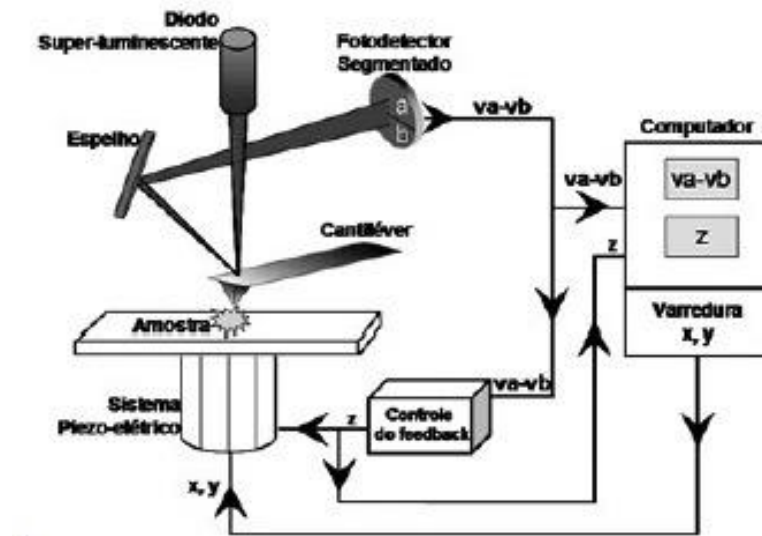 Diodo
Super-luminescente
Fotodetector
Segmentado
a
b
va-vb
Espelho
Computador
va-vb
va-vb
z
z
Cantiléver
Amostra
Varredura
x, y
va-vb
Sistema
Piezo-elétrico
z
Controle
do feedback
x, y